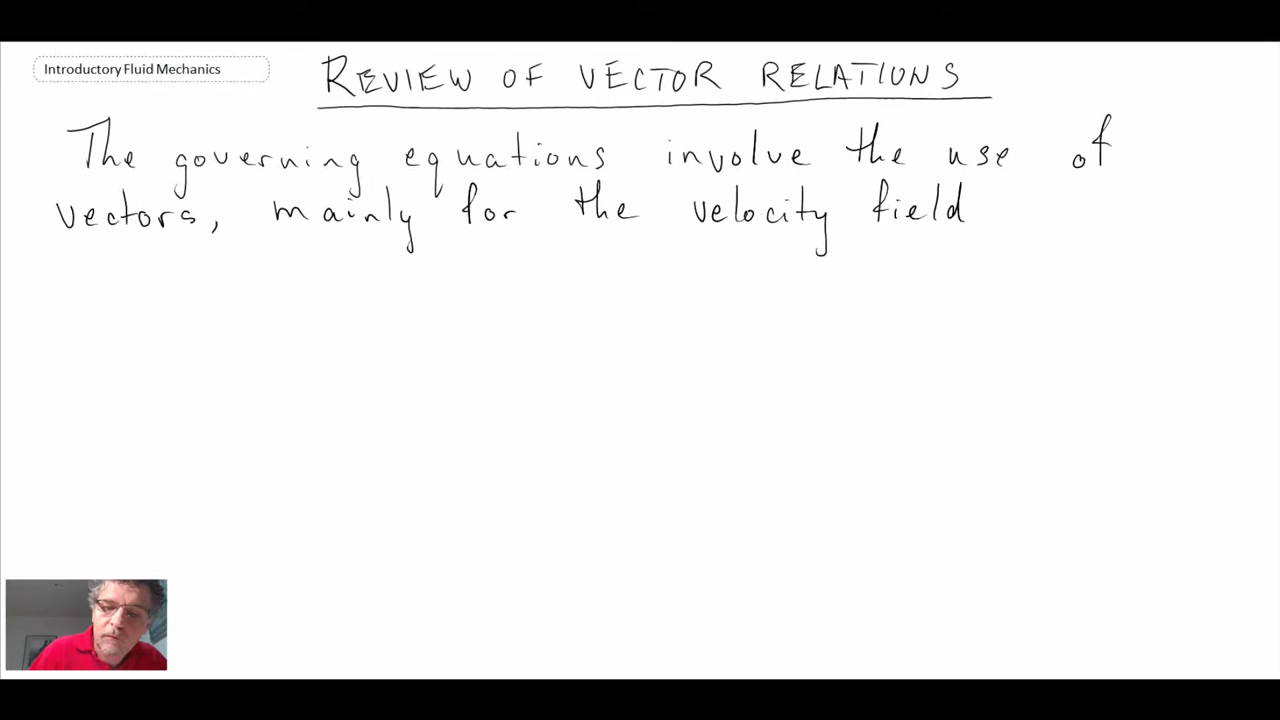 Introductory Fluid Mechanics
REVIEW OF VECTOR RELATIONS
The governing equations involve the use of
vectors, mainly for the velocity field